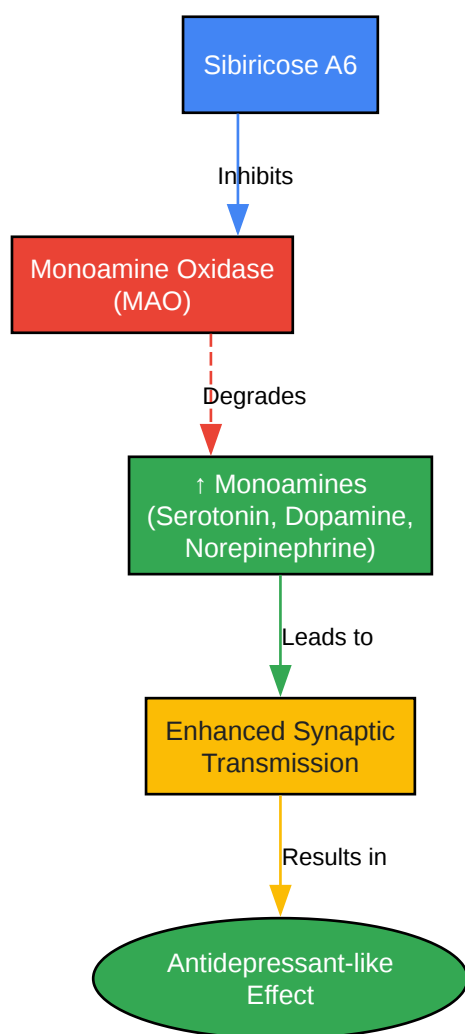 Sibiricose A6
Inhibits
Monoamine Oxidase
(MAO)
Degrades
↑ Monoamines
(Serotonin, Dopamine,
Norepinephrine)
Leads to
Enhanced Synaptic
Transmission
Results in
Antidepressant-like
Effect